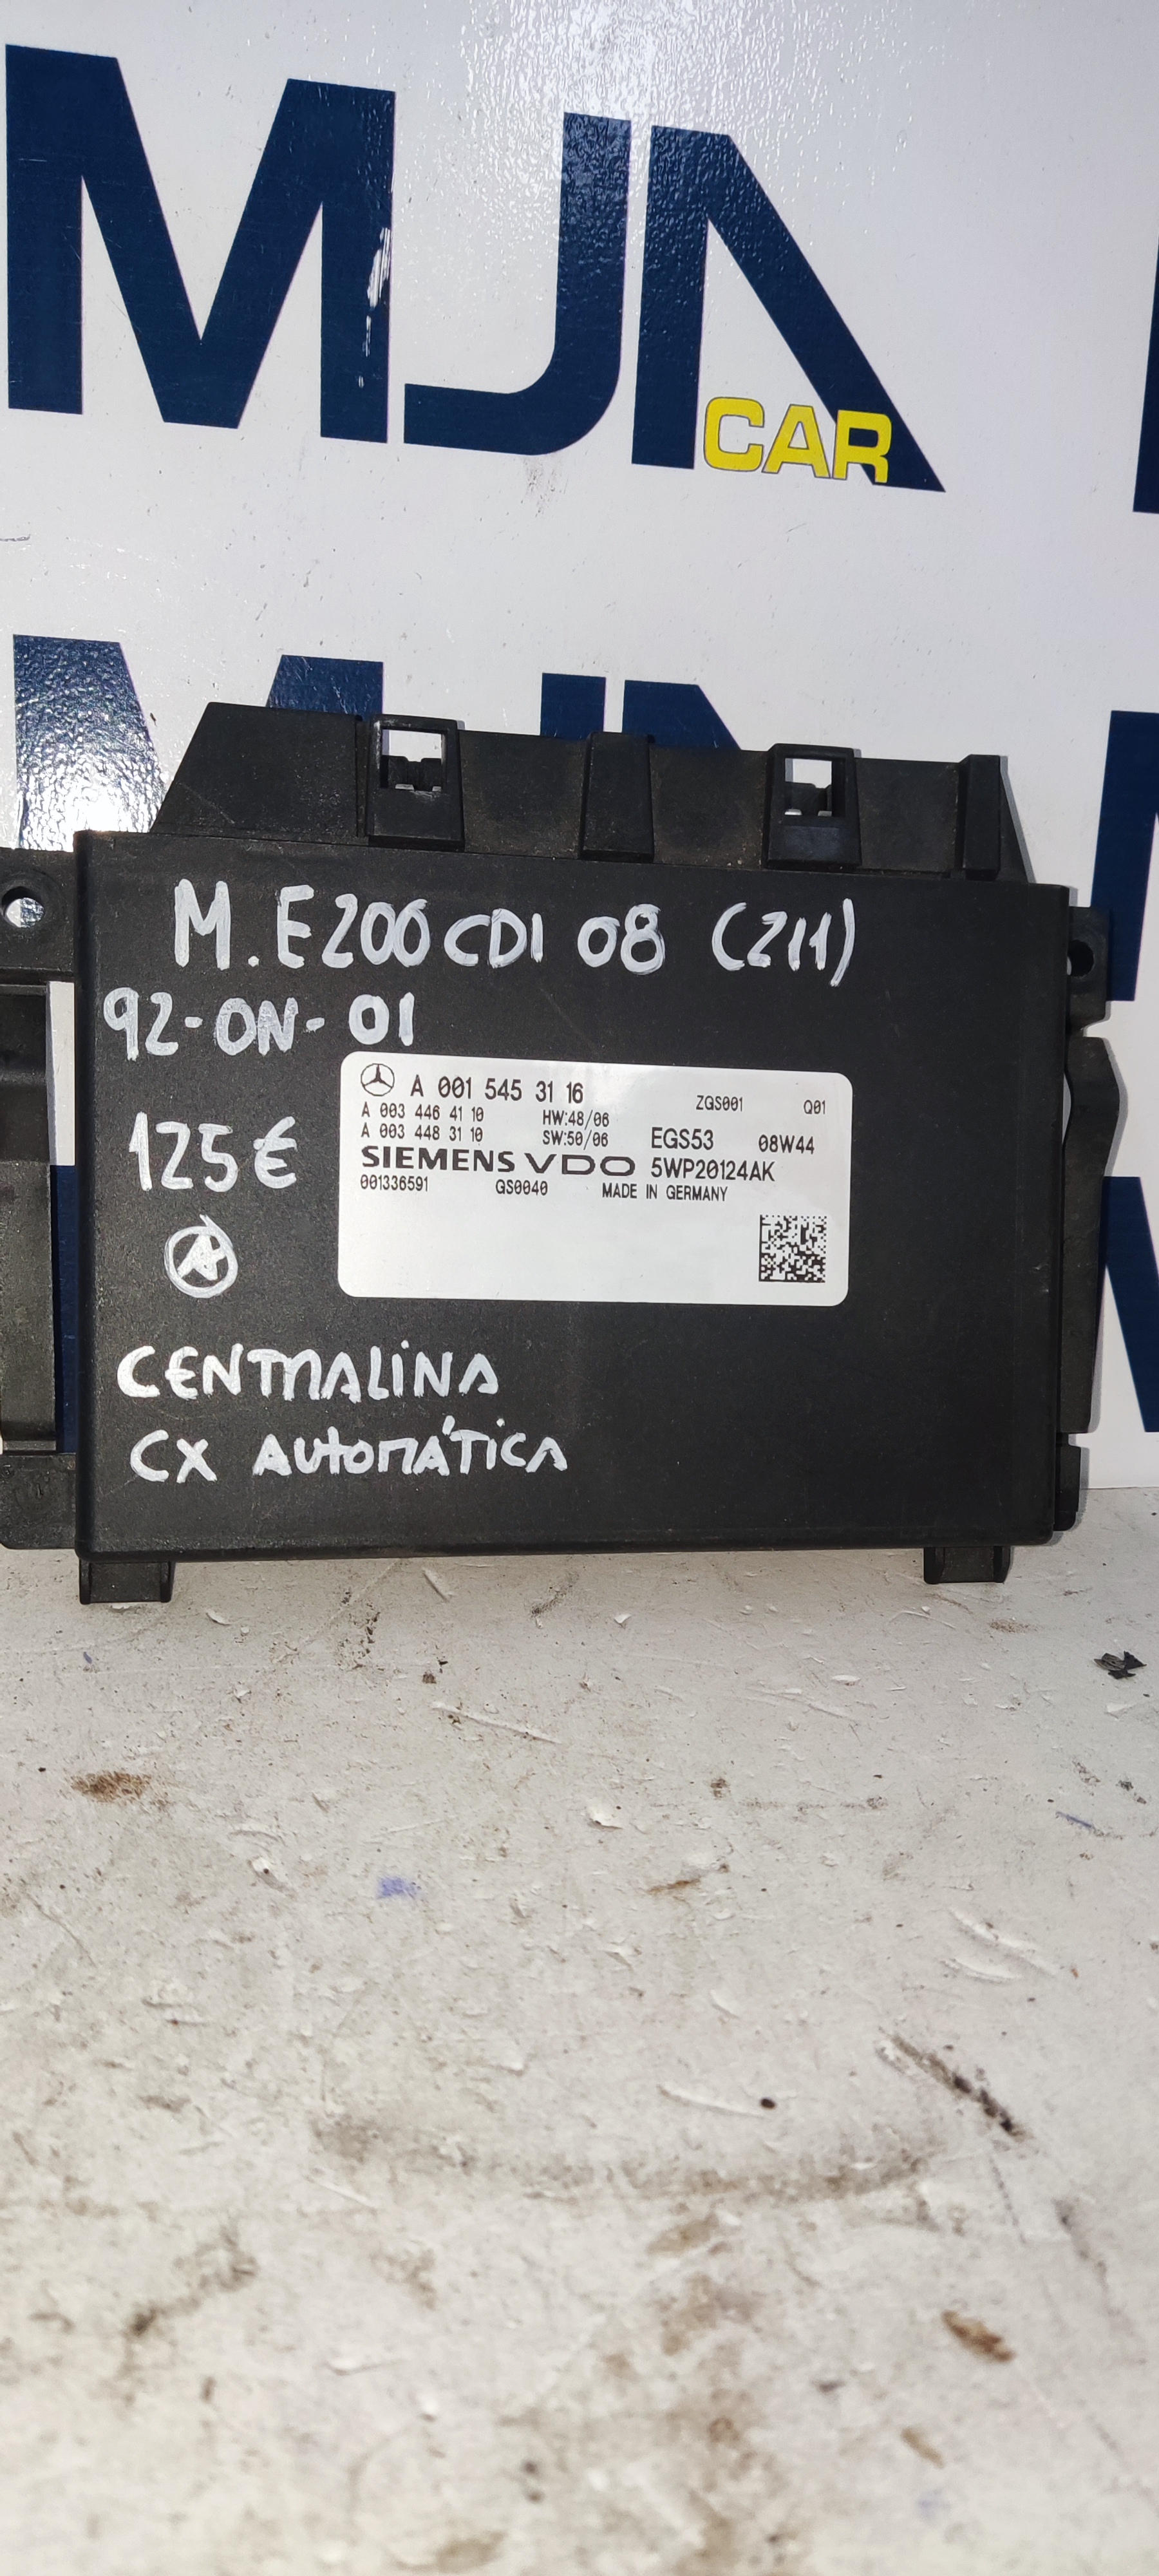 MJA
CAR
M. E200 CDI 08 (211)
92-ON-01
125€
A
CENTRALINA
CX AUTOMÁTICA
A 001 545 31 16
ZGS001
Q01
A 003 446 41 10
HW:48/06
A 003 448 31 10
SW:50/06
EGS53
08W44
SIEMENS VDO 5WP20124AK
001336591
GS0040
MADE IN GERMANY